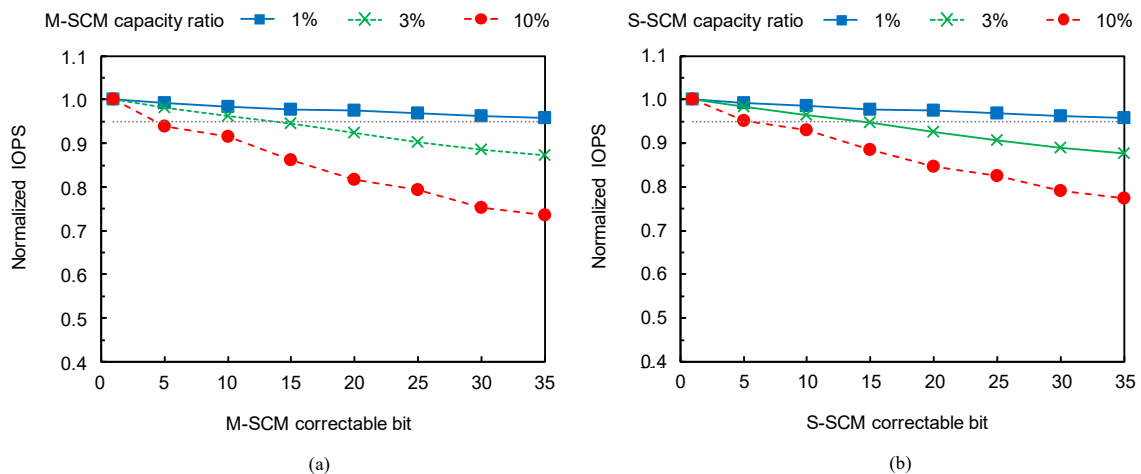 M-SCM capacity ratio 1% 3% 10%
1.1
1.0
0.9
0.8
0.7
0.6
0.5
0.4
Normalized IOPS
0 5 10 15 20 25 30 35
M-SCM correctable bit
(a)
S-SCM capacity ratio 1% 3% 10%
1.1
1.0
0.9
0.8
0.7
0.6
0.5
0.4
Normalized IOPS
0 5 10 15 20 25 30 35
S-SCM correctable bit
(b)